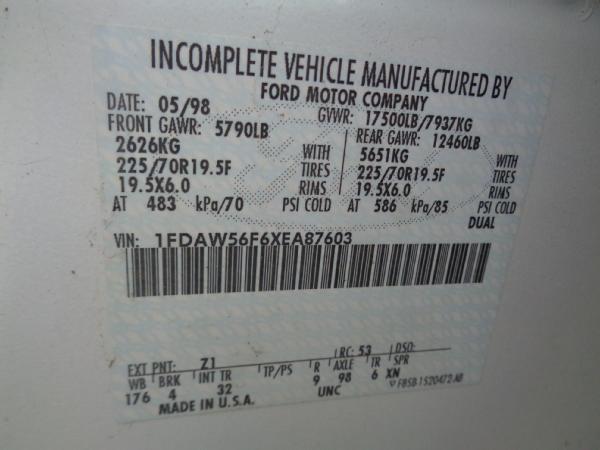 INCOMPLETE VEHICLE MANUFACTURED BY
FORD MOTOR COMPANY
DATE: 05/98 GVWR: 17500LB/7937KG
FRONT GAWR: 5790LB REAR GAWR: 12460LB
2626KG WITH 5651KG WITH
225/70R19.5F TIRES 225/70R19.5F TIRES
19.5X6.0 RIMS 19.5X6.0 RIMS
AT 483 kPa/70 PSI COLD AT 586 kPa/85 PSI COLD
DUAL
VIN: 1FDAW56F6XEA87603
EXT PNT: Z1 RC: 53 DSO:
WB BRK INT TR TP/PS R AXLE TR SPR
176 4 32 9 98 6 XN
MADE IN U.S.A. UNC F85B-1520472-AB